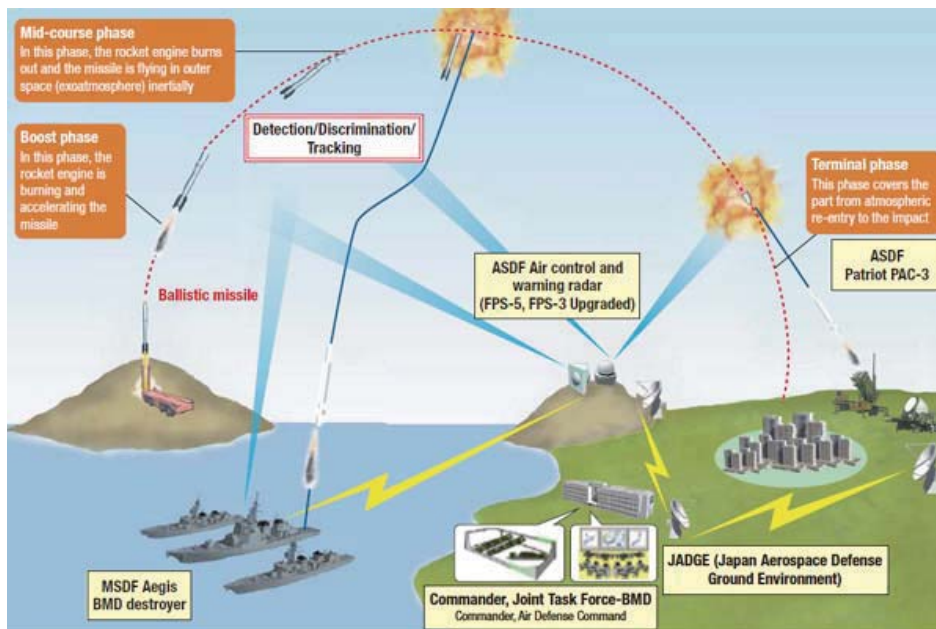 Mid-course phase
In this phase, the rocket engine burns
out and the missile is flying in outer
space (exoatmosphere) inertially
Boost phase
In this phase, the
rocket engine is
burning and
accelerating the
missile
Detection/Discrimination/
Tracking
Terminal phase
This phase covers the
part from atmospheric
re-entry to the impact
ASDF
Patriot PAC-3
ASDF Air control and
warning radar
(FPS-5, FPS-3 Upgraded)
Ballistic missile
MSDF Aegis
BMD destroyer
JADGE (Japan Aerospace Defense
Ground Environment)
Commander, Joint Task Force-BMD
Commander, Air Defense Command